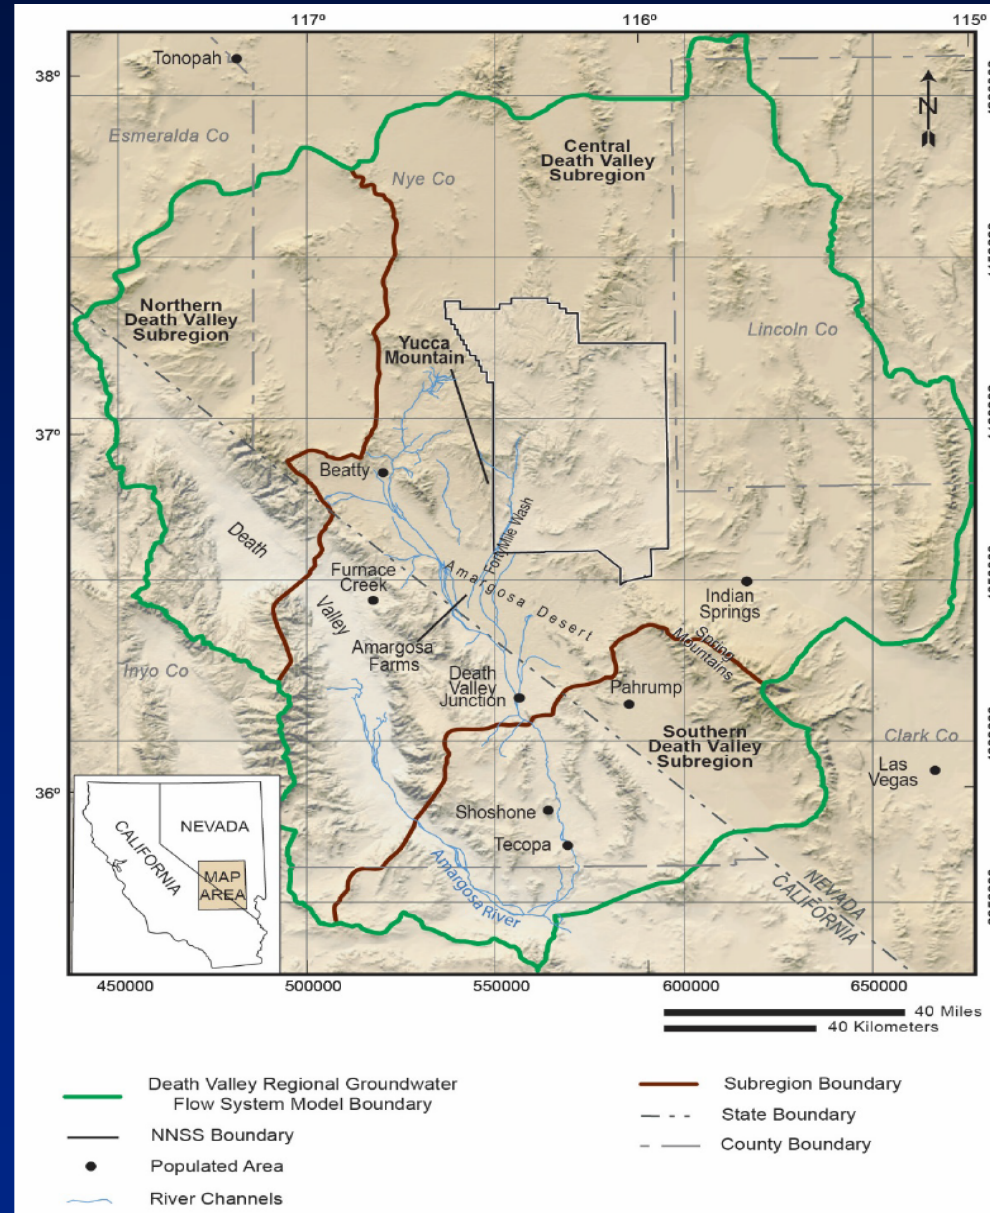 117°
116°
115°
38°
37°
36°
Tonopah
Esmeralda Co
Nye Co
Central
Death Valley
Subregion
N
Northern
Death Valley
Subregion
Lincoln Co
Yucca
Mountain
Beatty
FortyMile Wash
Death
Valley
Furnace
Creek
Amargosa Desert
Indian
Springs
Spring
Mountains
Amargosa
Farms
Inyo Co
Death
Valley
Junction
Pahrump
Southern
Death Valley
Subregion
Clark Co
Las
Vegas
Shoshone
Tecopa
Amargosa River
NEVADA
CALIFORNIA
NEVADA
CALIFORNIA
MAP
AREA
450000
500000
550000
600000
650000
40 Miles
40 Kilometers
Death Valley Regional Groundwater
Flow System Model Boundary
NNSS Boundary
Populated Area
River Channels
Subregion Boundary
State Boundary
County Boundary